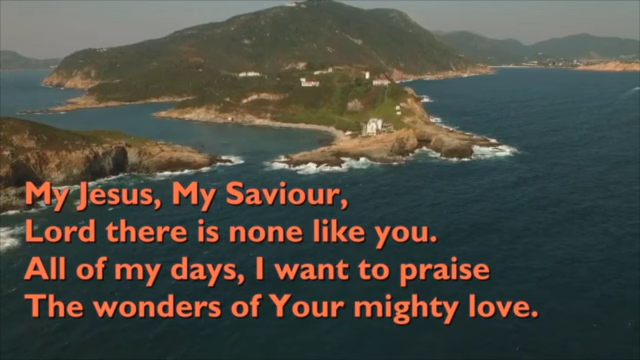 My Jesus, My Saviour,
Lord there is none like you.
All of my days, I want to praise
The wonders of Your mighty love.